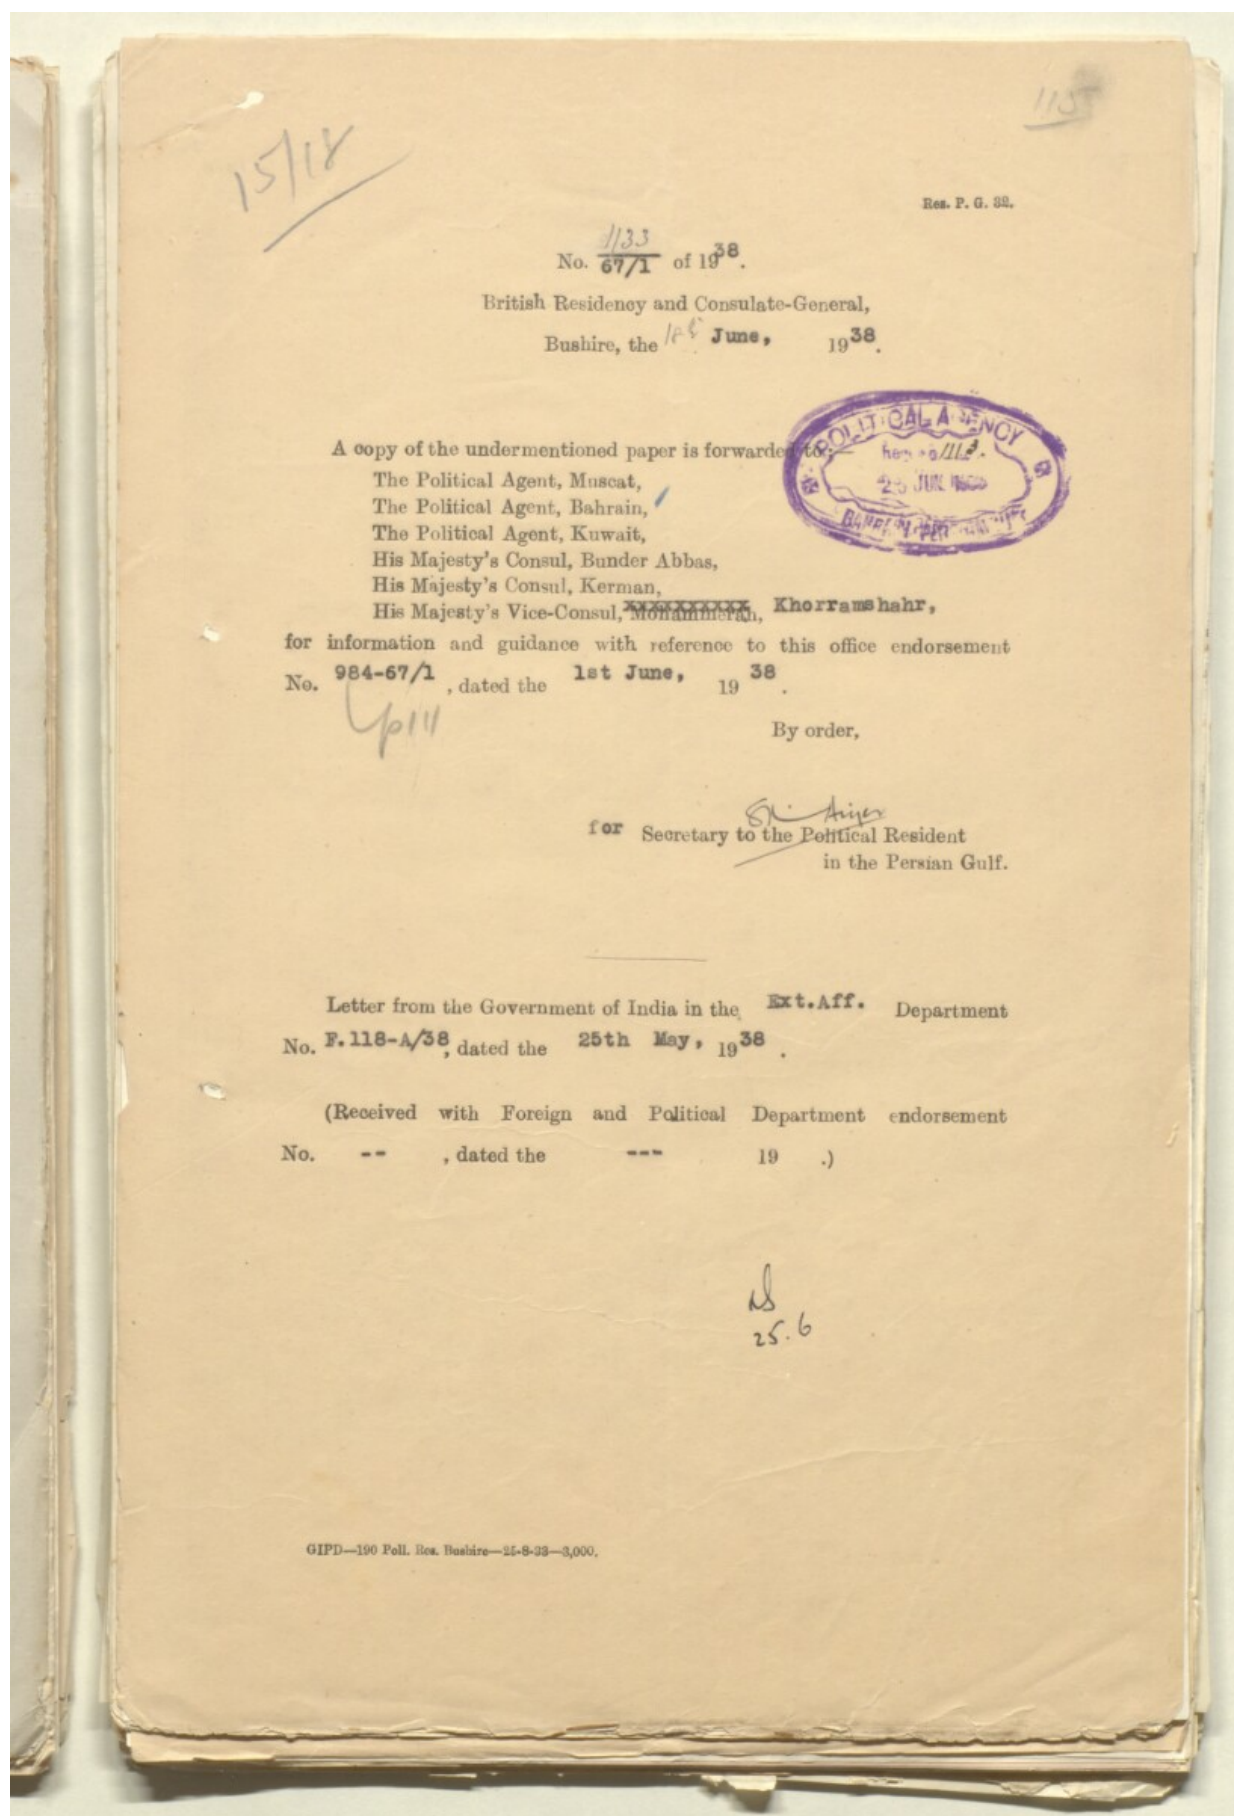 115
15/18
Res. P. G. 32.
1133
No. 67/1 of 1938.
British Residency and Consulate-General,
Bushire, the 18th June, 1938.
POLITICAL AGENCY
A copy of the undermentioned paper is forwarded to:—
The Political Agent, Muscat,
The Political Agent, Bahrain,
The Political Agent, Kuwait,
His Majesty's Consul, Bunder Abbas,
His Majesty's Consul, Kerman,
His Majesty's Vice-Consul, Mohammerah, Khorramshahr,
for information and guidance with reference to this office endorsement
No. 984-67/1, dated the 1st June, 1938.
p111
By order,
for Secretary to the Political Resident
in the Persian Gulf.
Letter from the Government of India in the Ext.Aff. Department
No. F.118-A/38, dated the 25th May, 1938.
(Received with Foreign and Political Department endorsement
No. -- , dated the --- 19 .)
25.6
GIPD—190 Poll. Res. Bushire—25-8-33—3,000.